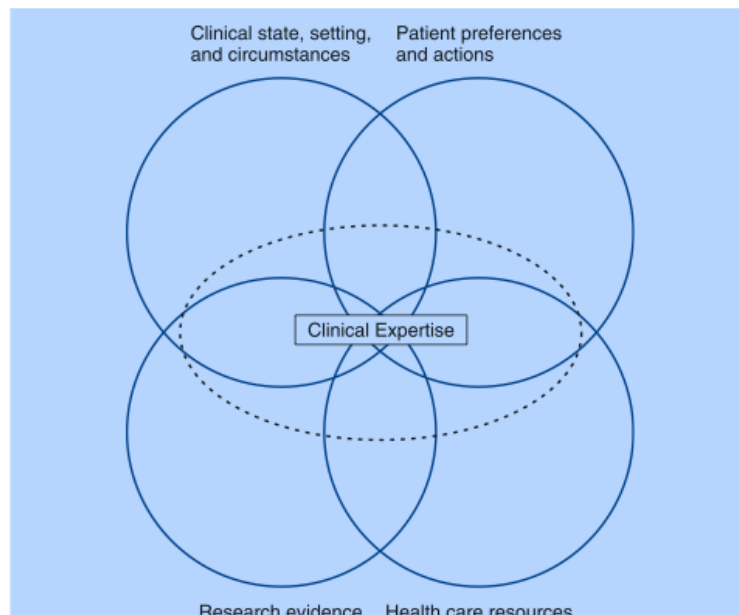 Clinical state, setting,
and circumstances
Patient preferences
and actions
Clinical Expertise
Research evidence
Health care resources